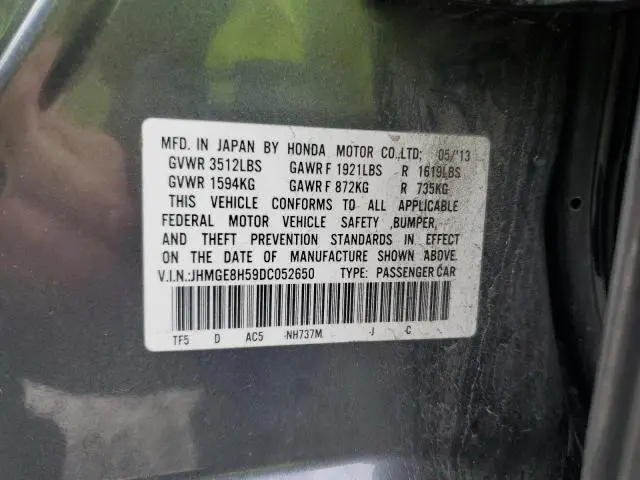 MFD. IN JAPAN BY HONDA MOTOR CO.,LTD; 05/'13
GVWR 3512LBS GAWR F 1921LBS R 1619LBS
GVWR 1594KG GAWR F 872KG R 735KG
THIS VEHICLE CONFORMS TO ALL APPLICABLE
FEDERAL MOTOR VEHICLE SAFETY ,BUMPER,
AND THEFT PREVENTION STANDARDS IN EFFECT
ON THE DATE OF MANUFACTURE SHOWN ABOVE.
V.I.N.:JHMGE8H59DC052650 TYPE: PASSENGER CAR
TF5 D AC5 NH737M J C